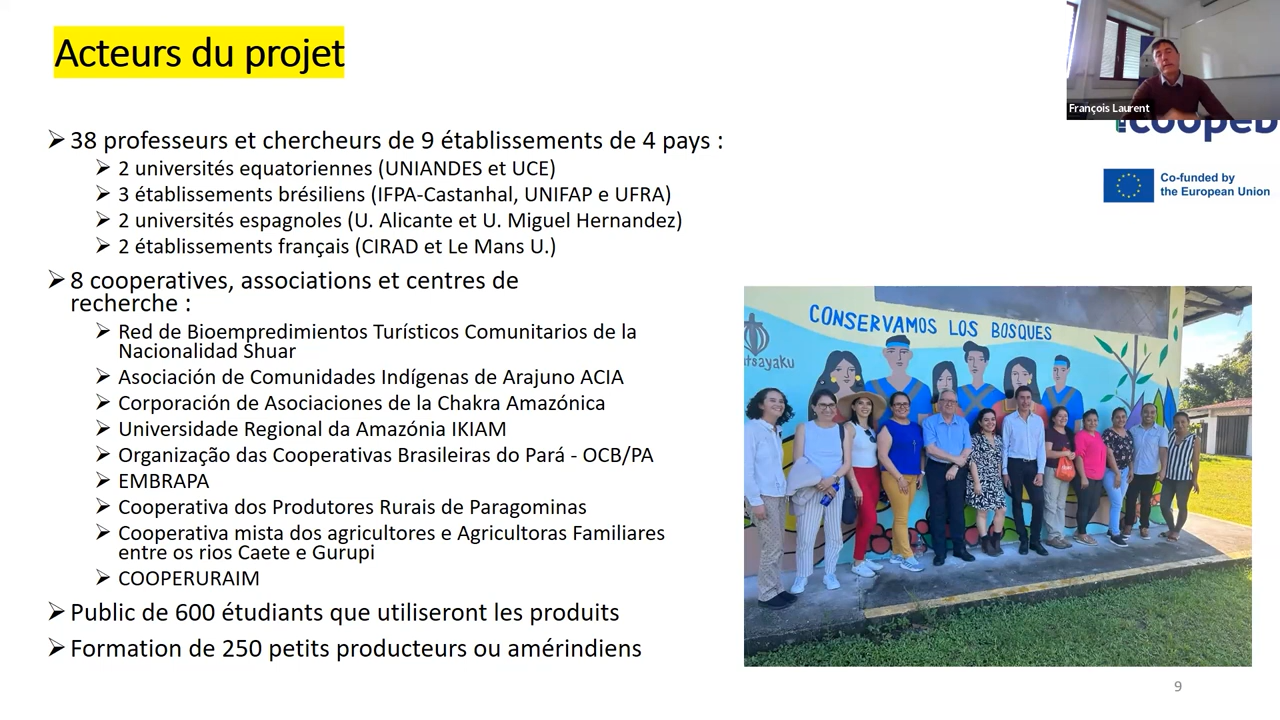 Acteurs du projet
François Laurent
coopeb
Co-funded by
the European Union
38 professeurs et chercheurs de 9 établissements de 4 pays :
2 universités equatoriennes (UNIANDES et UCE)
3 établissements brésiliens (IFPA-Castanhal, UNIFAP e UFRA)
2 universités espagnoles (U. Alicante et U. Miguel Hernandez)
2 établissements français (CIRAD et Le Mans U.)
8 cooperatives, associations et centres de
recherche :
Red de Bioempredimientos Turísticos Comunitarios de la
Nacionalidad Shuar
Asociación de Comunidades Indígenas de Arajuno ACIA
Corporación de Asociaciones de la Chakra Amazónica
Universidade Regional da Amazónia IKIAM
Organização das Cooperativas Brasileiras do Pará - OCB/PA
EMBRAPA
Cooperativa dos Produtores Rurais de Paragominas
Cooperativa mista dos agricultores e Agricultoras Familiares
entre os rios Caete e Gurupi
COOPERURAIM
Public de 600 étudiants que utiliseront les produits
Formation de 250 petits producteurs ou amérindiens
CONSERVAMOS LOS BOSQUES
9